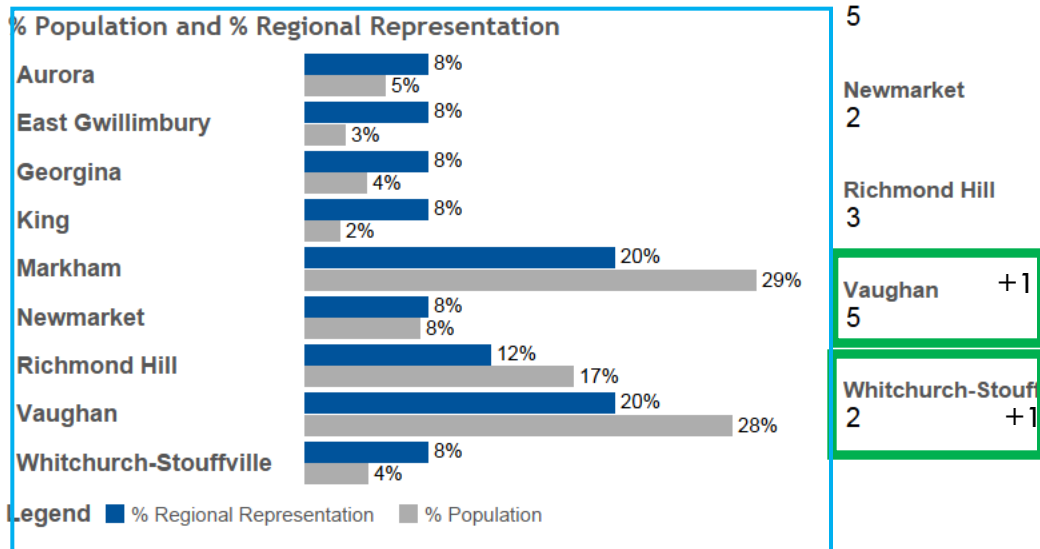 % Population and % Regional Representation
Aurora
8%
5%
East Gwillimbury
8%
3%
Georgina
8%
4%
King
8%
2%
Markham
20%
29%
Newmarket
8%
8%
Richmond Hill
12%
17%
Vaughan
20%
28%
Whitchurch-Stouffville
8%
4%
Legend % Regional Representation % Population
5
Newmarket
2
Richmond Hill
3
Vaughan +1
5
Whitchurch-Stouff
2 +1